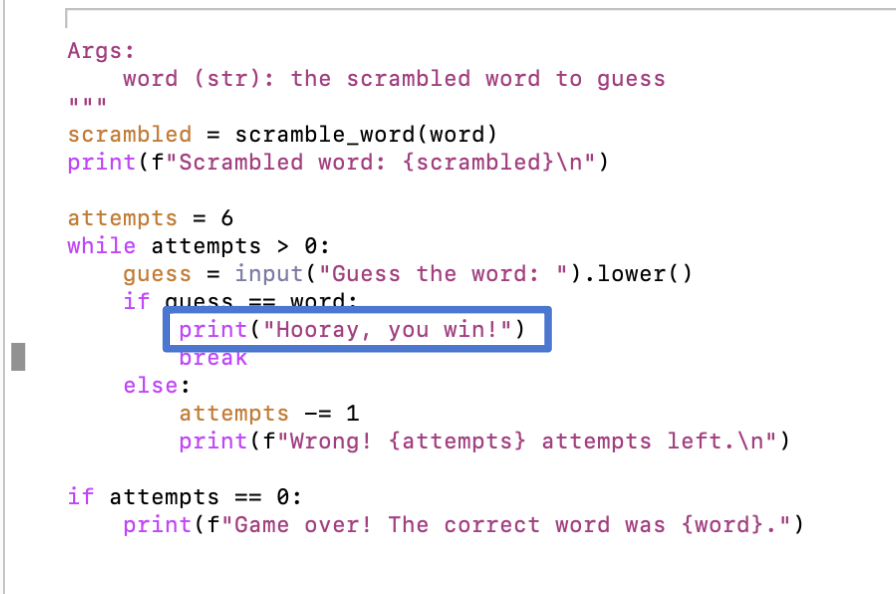 Args:
    word (str): the scrambled word to guess
"""
scrambled = scramble_word(word)
print(f"Scrambled word: {scrambled}\n")

attempts = 6
while attempts > 0:
    guess = input("Guess the word: ").lower()
    if guess == word:
        print("Hooray, you win!")
        break
    else:
        attempts -= 1
        print(f"Wrong! {attempts} attempts left.\n")

if attempts == 0:
    print(f"Game over! The correct word was {word}.")